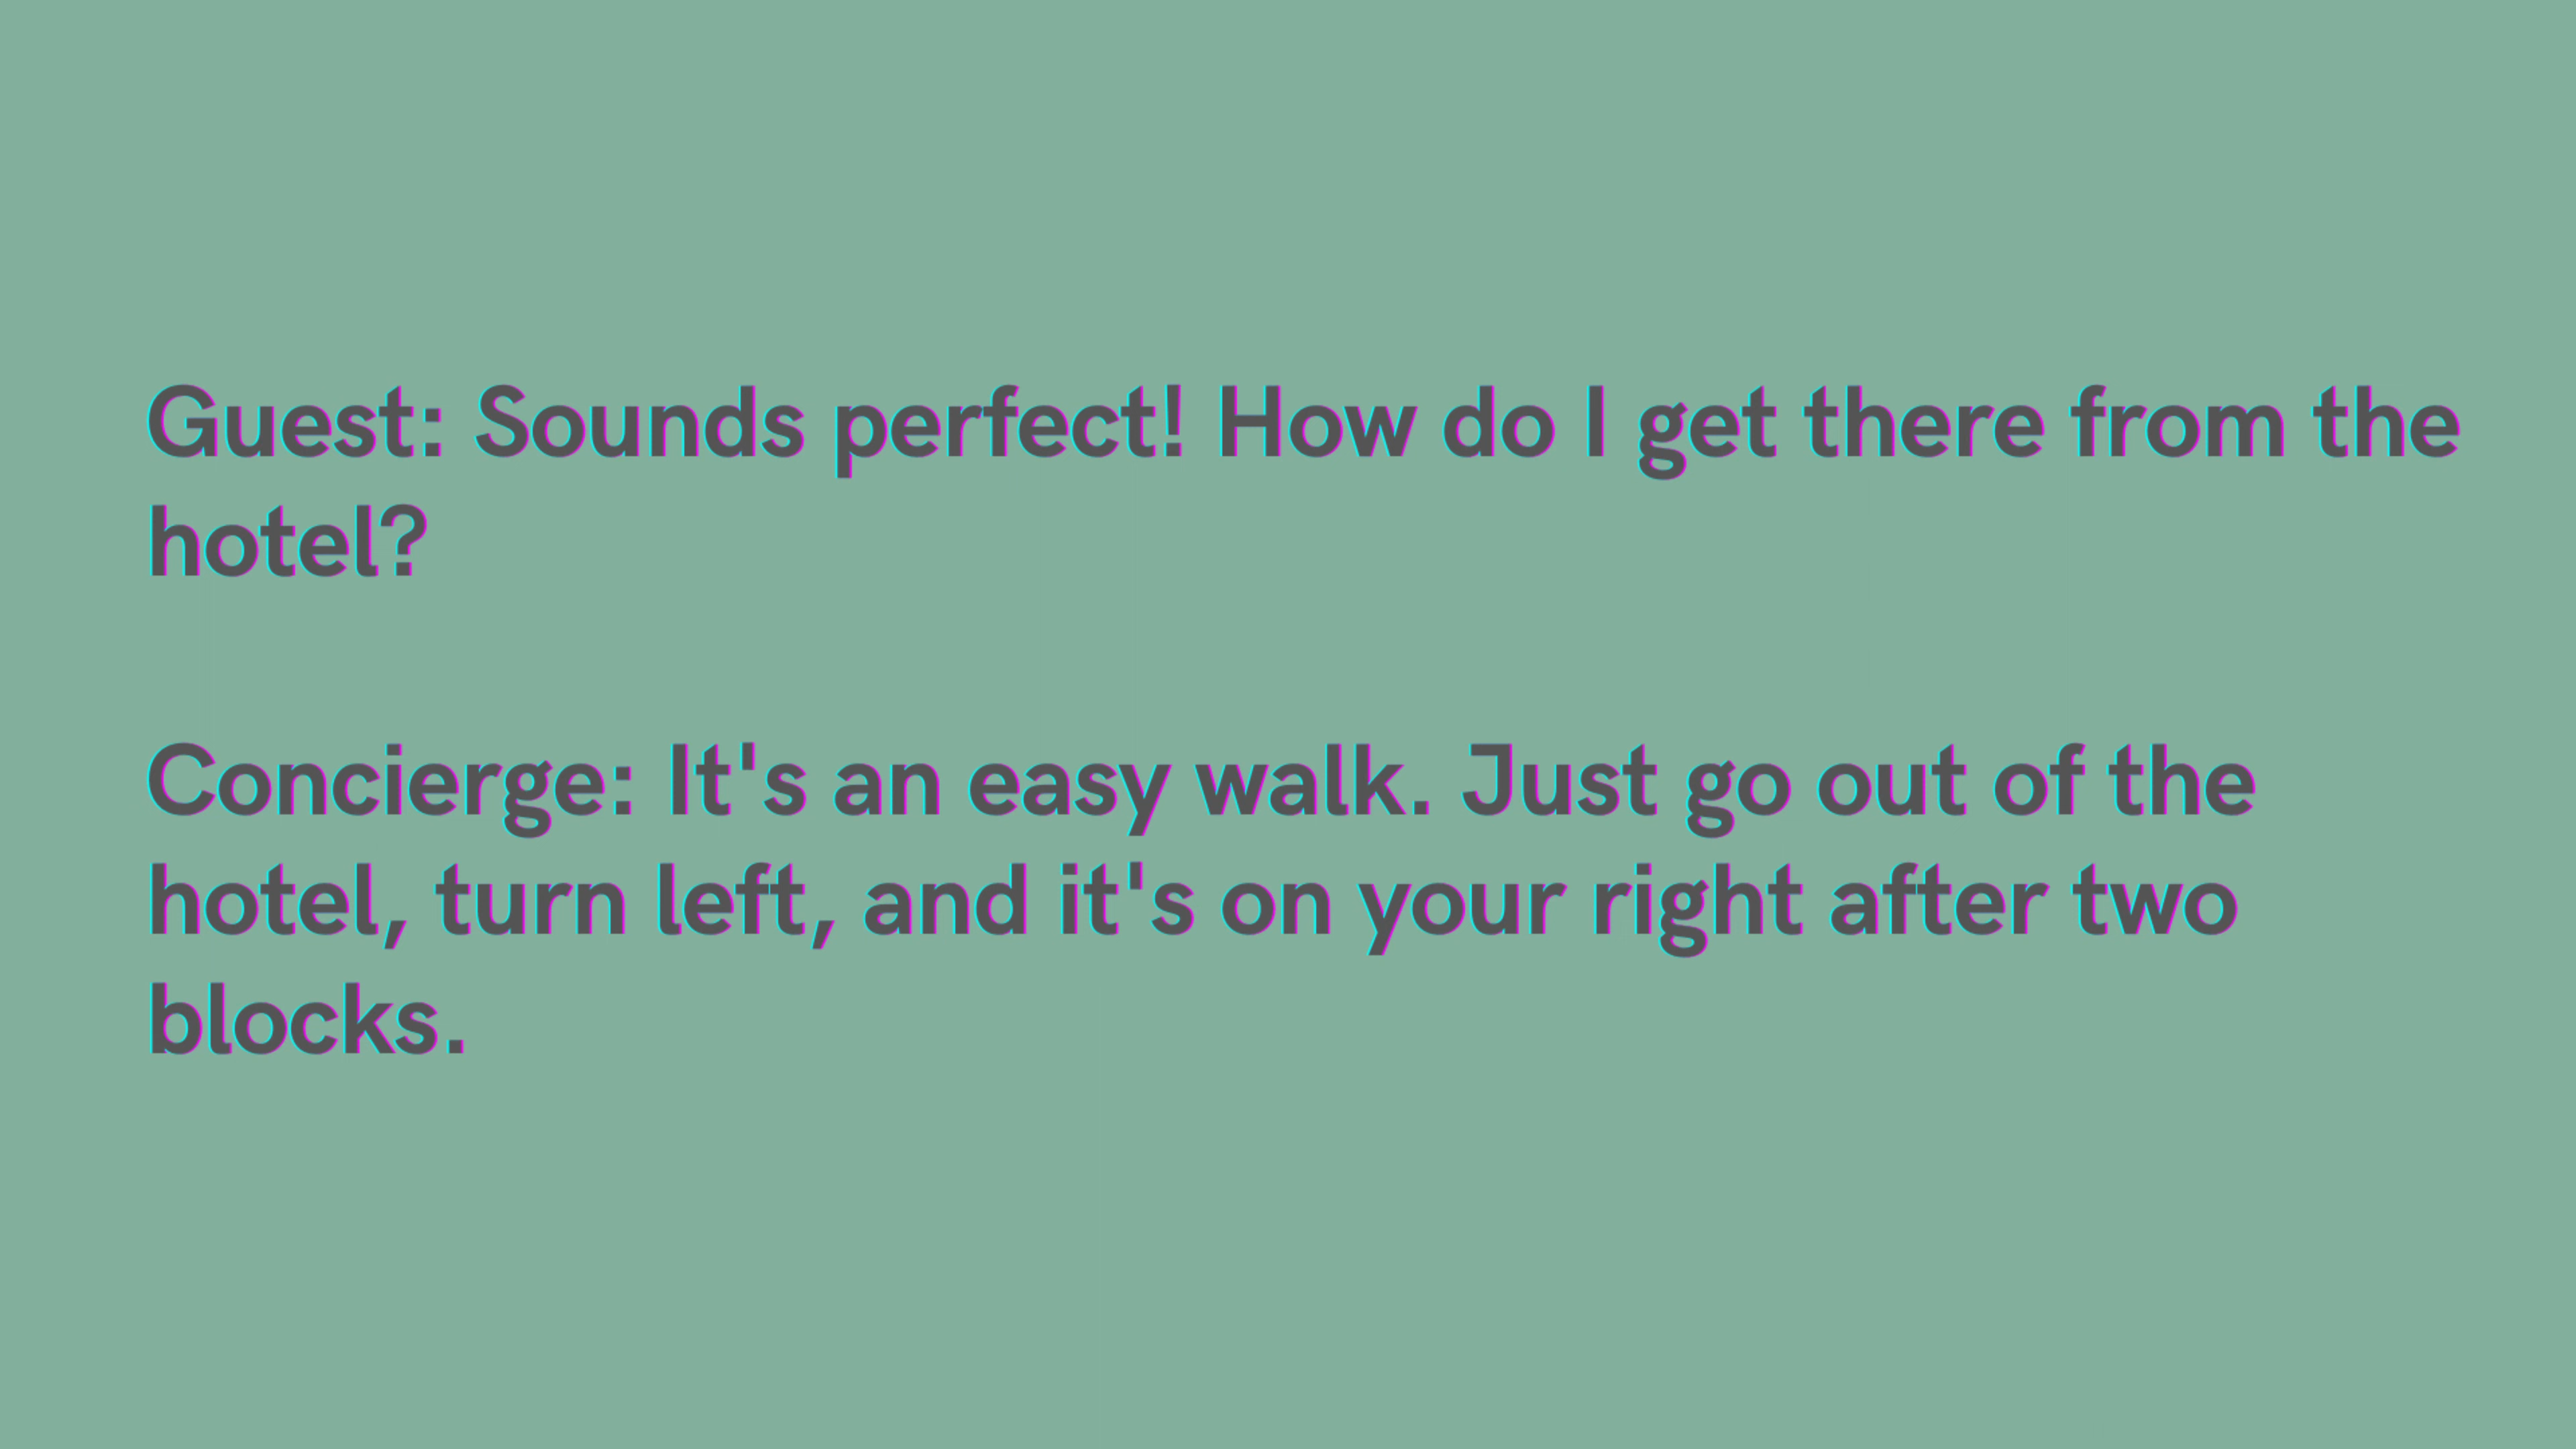 Guest: Sounds perfect! How do I get there from the
hotel?
Concierge: It's an easy walk. Just go out of the
hotel, turn left, and it's on your right after two
blocks.